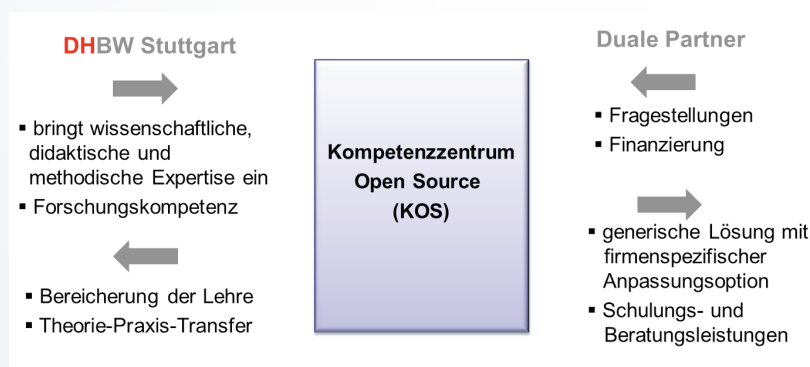 DHBW Stuttgart
▪ bringt wissenschaftliche,
didaktische und
methodische Expertise ein
▪ Forschungskompetenz
▪ Bereicherung der Lehre
▪ Theorie-Praxis-Transfer
Kompetenzzentrum
Open Source
(KOS)
Duale Partner
▪ Fragestellungen
▪ Finanzierung
▪ generische Lösung mit
firmenspezifischer
Anpassungsoption
▪ Schulungs- und
Beratungsleistungen